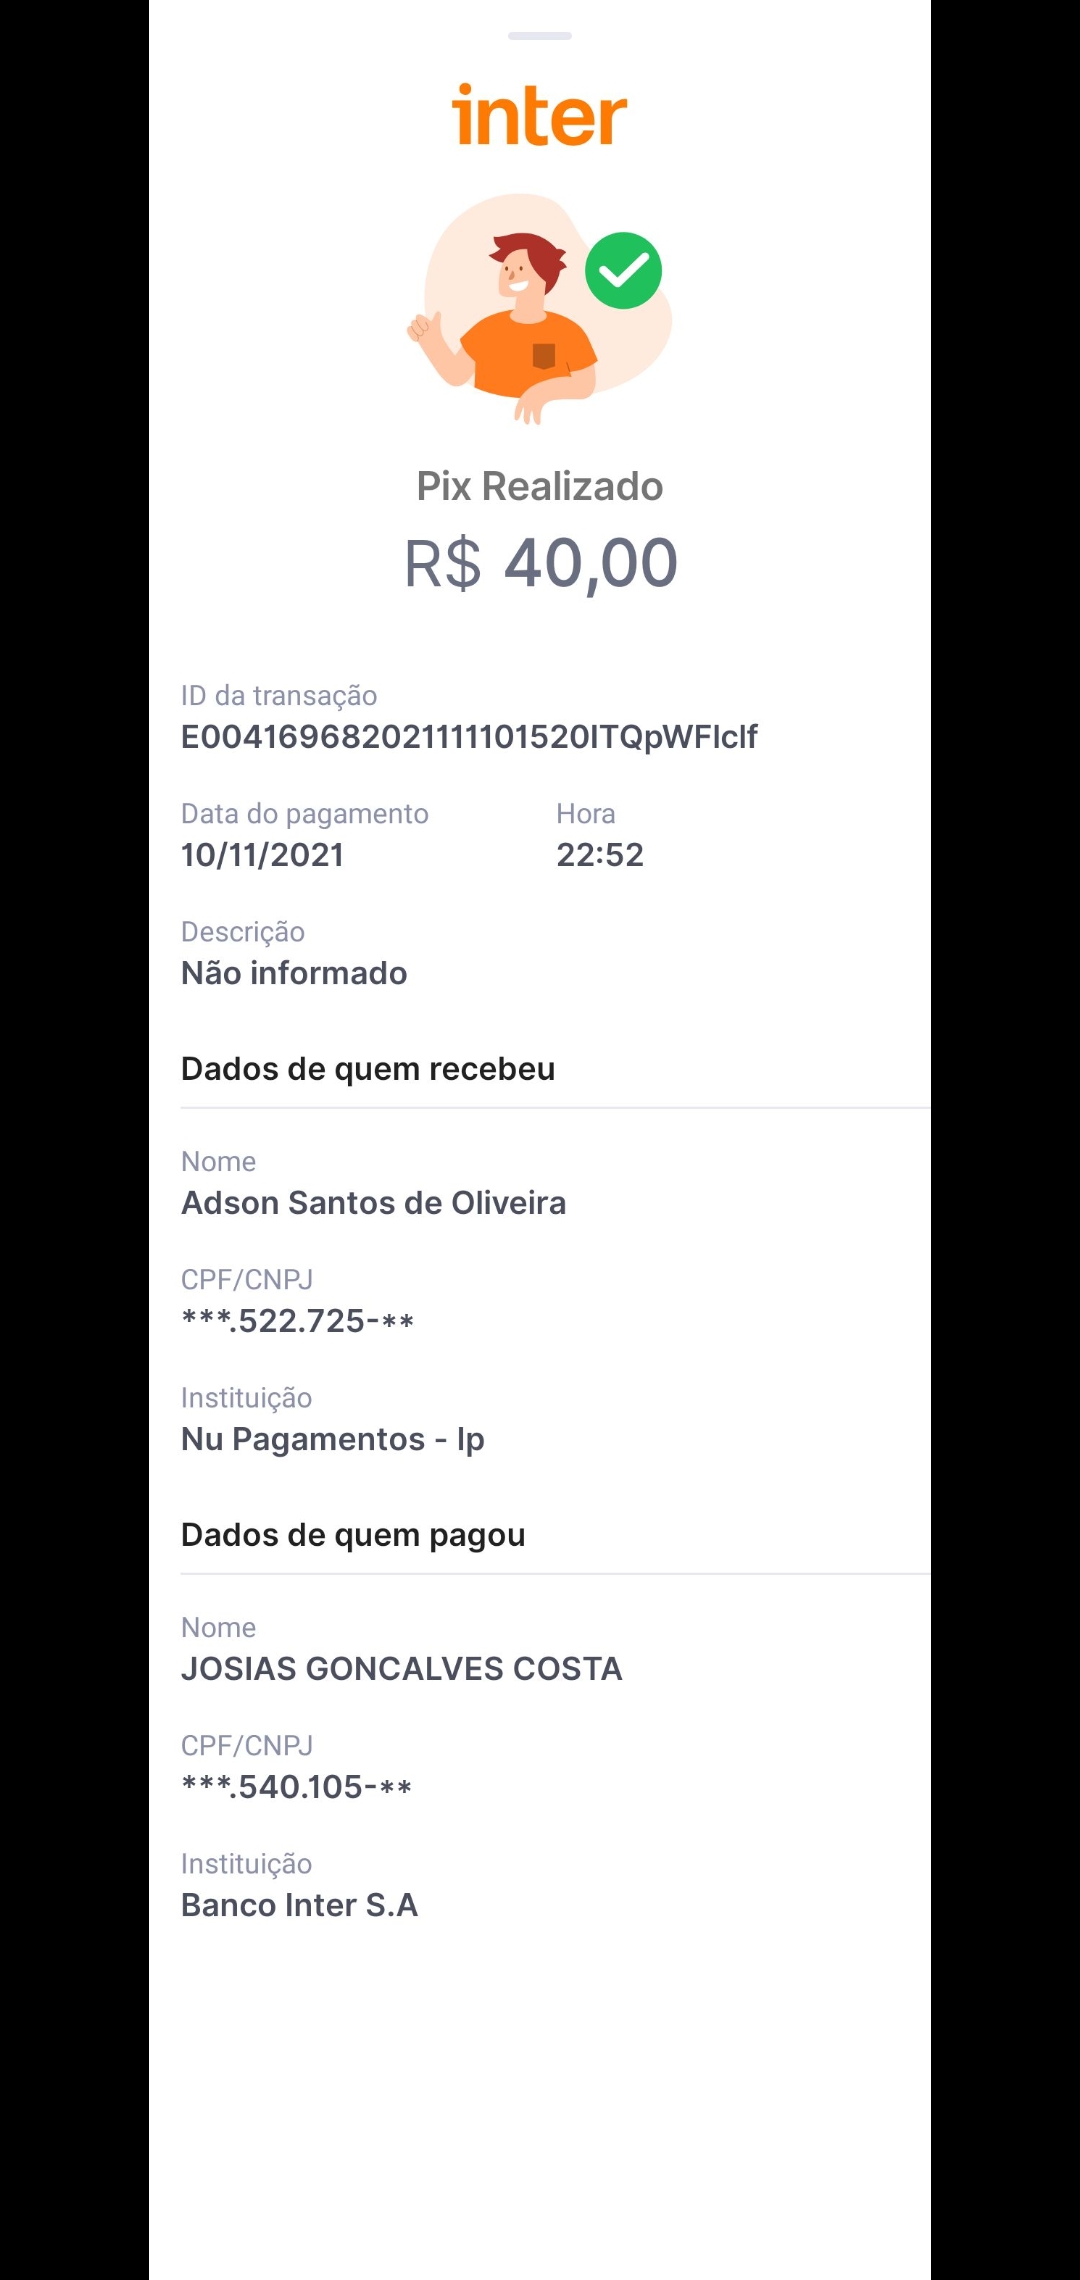 inter
Pix Realizado
R$ 40,00
ID da transação
E004169682021111101520ITQpWFIclf
Data do pagamento
Hora
10/11/2021
22:52
Descrição
Não informado
Dados de quem recebeu
Nome
Adson Santos de Oliveira
CPF/CNPJ
***.522.725-**
Instituição
Nu Pagamentos - Ip
Dados de quem pagou
Nome
JOSIAS GONCALVES COSTA
CPF/CNPJ
***.540.105-**
Instituição
Banco Inter S.A